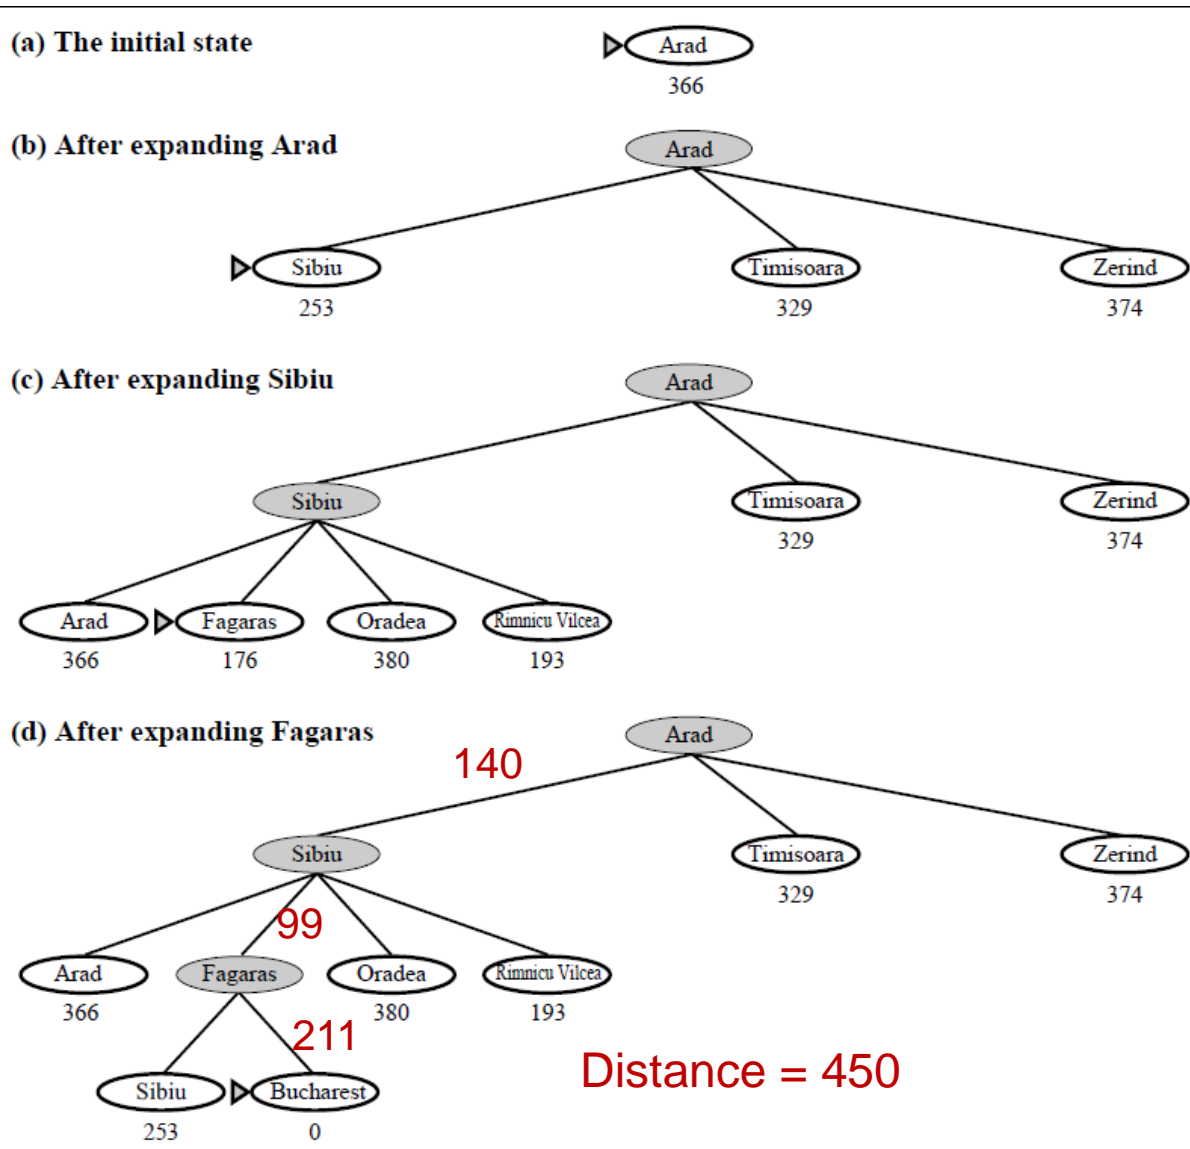 (a) The initial state
Arad
366
(b) After expanding Arad
Arad
Sibiu Timisoara Zerind
253 329 374
(c) After expanding Sibiu
Arad
Sibiu Timisoara Zerind
329 374
Arad Fagaras Oradea Rimnicu Vilcea
366 176 380 193
(d) After expanding Fagaras
Arad
140
Sibiu Timisoara Zerind
329 374
99
Arad Fagaras Oradea Rimnicu Vilcea
366 380 193
211
Distance = 450
Sibiu Bucharest
253 0